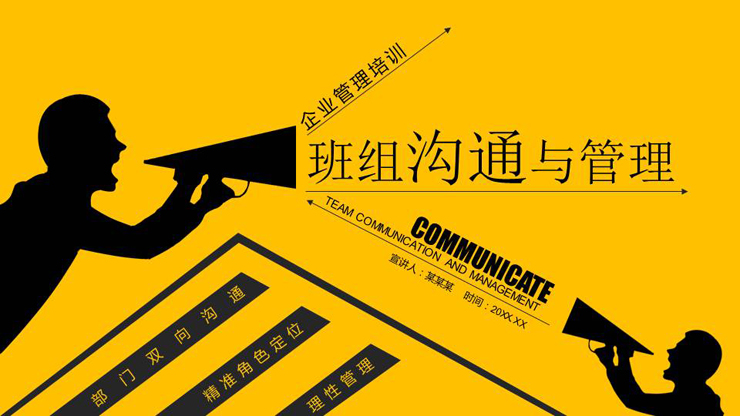 企业管理培训
班组沟通与管理
COMMUNICATE
TEAM COMMUNICATION AND MANAGEMENT
宣讲人：某某某 时间：20XX.XX
部门双向沟通
精准角色定位
理性管理